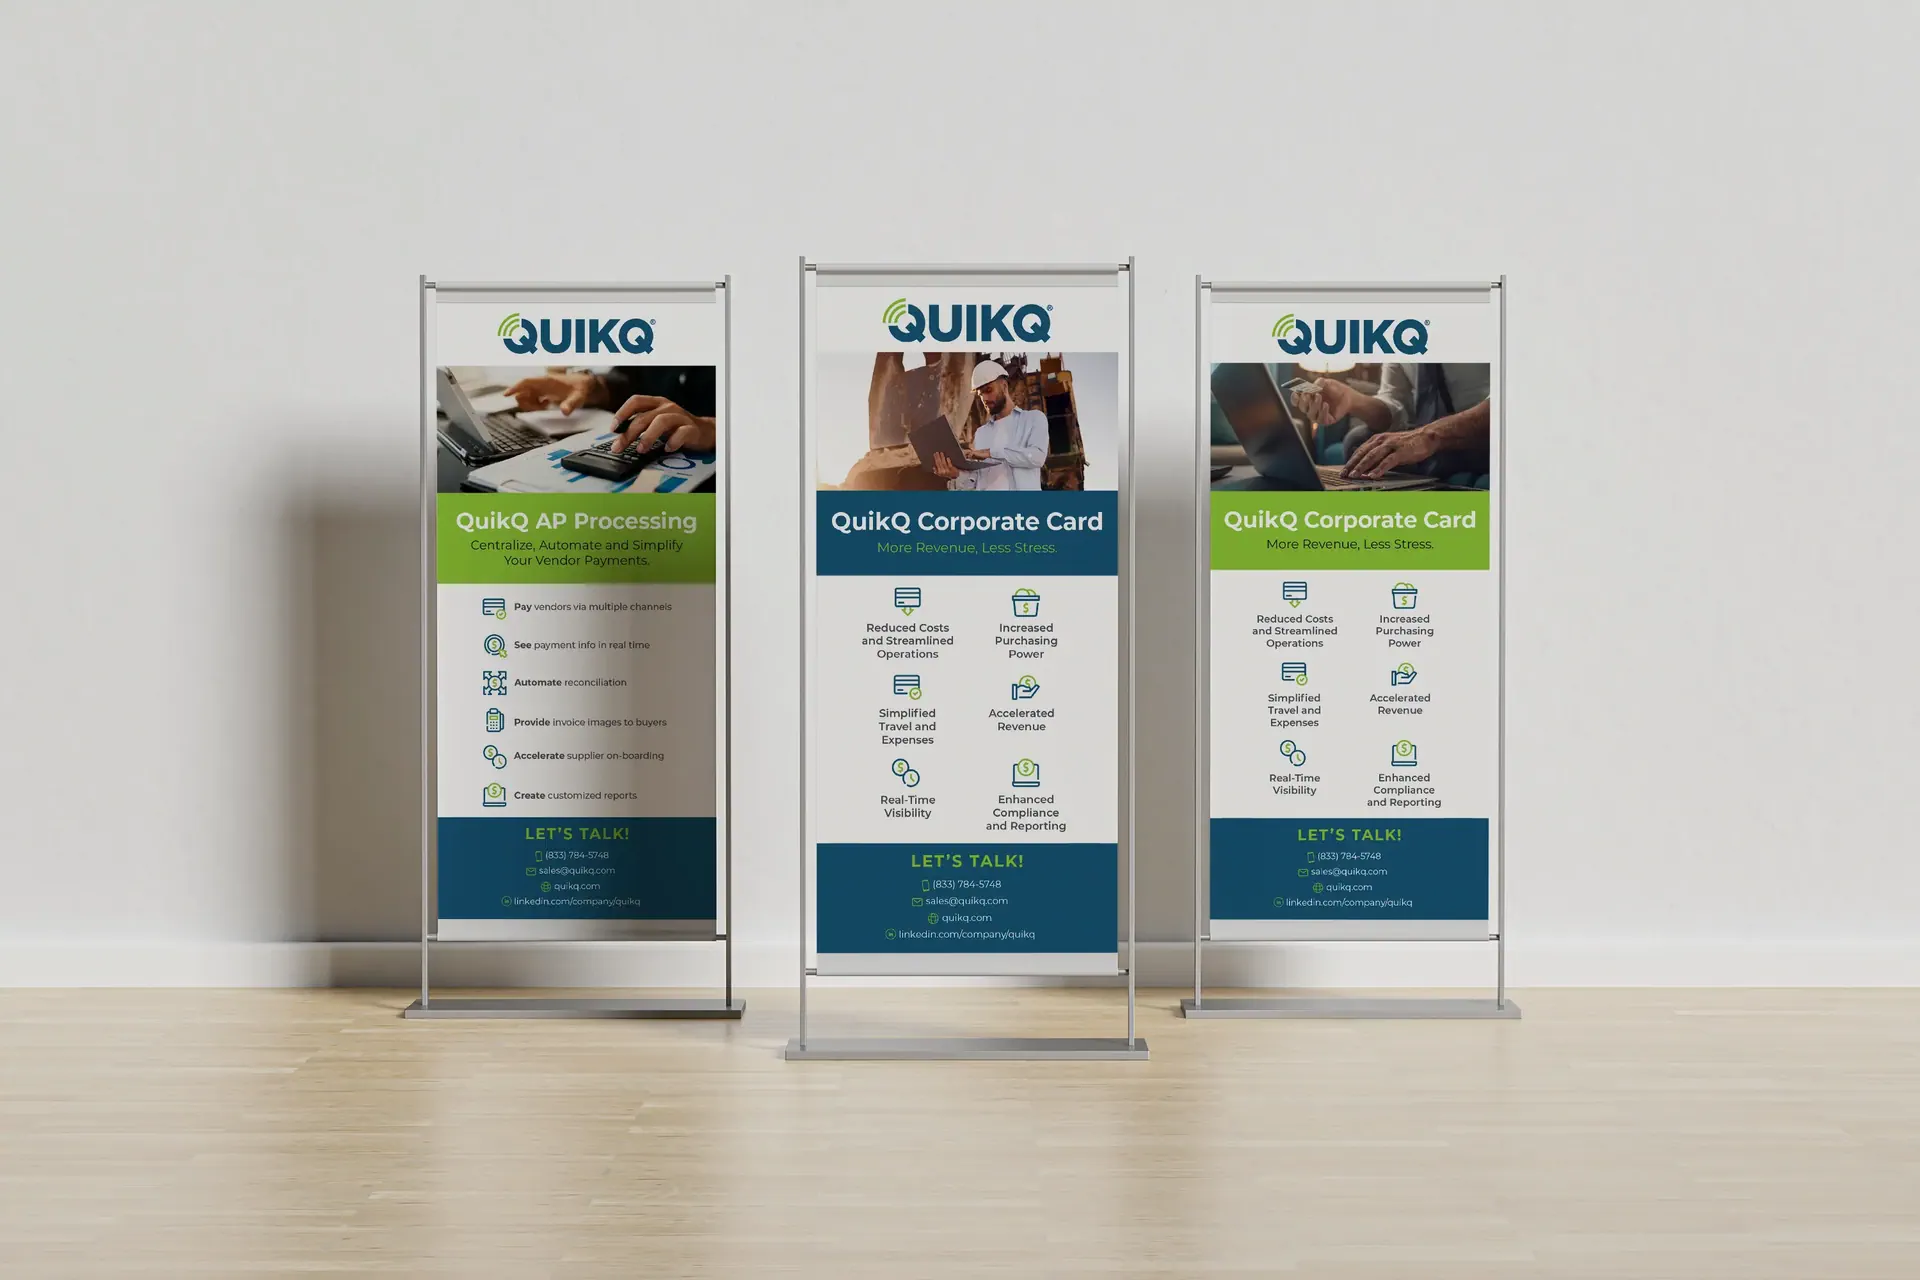 QUIKQ®
QuikQ AP Processing
Centralize, Automate and Simplify
Your Vendor Payments.
Pay vendors via multiple channels
See payment info in real time
Automate reconciliation
Provide invoice images to buyers
Accelerate supplier on-boarding
Create customized reports
LET'S TALK!
(833) 784-5748
sales@quikq.com
quikq.com
linkedin.com/company/quikq
QUIKQ®
QuikQ Corporate Card
More Revenue, Less Stress.
Reduced Costs
and Streamlined
Operations
Increased
Purchasing
Power
Simplified
Travel and
Expenses
Accelerated
Revenue
Real-Time
Visibility
Enhanced
Compliance
and Reporting
LET'S TALK!
(833) 784-5748
sales@quikq.com
quikq.com
linkedin.com/company/quikq
QUIKQ®
QuikQ Corporate Card
More Revenue, Less Stress.
Reduced Costs
and Streamlined
Operations
Increased
Purchasing
Power
Simplified
Travel and
Expenses
Accelerated
Revenue
Real-Time
Visibility
Enhanced
Compliance
and Reporting
LET'S TALK!
(833) 784-5748
sales@quikq.com
quikq.com
linkedin.com/company/quikq